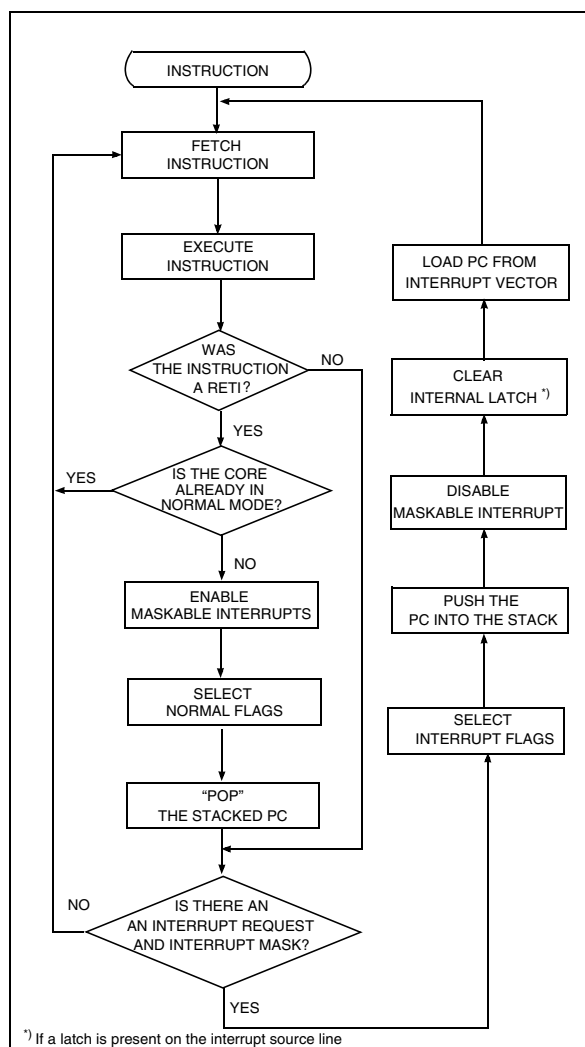 INSTRUCTION
FETCH
INSTRUCTION
EXECUTE
INSTRUCTION
WAS
THE INSTRUCTION
A RETI?
NO
YES
IS THE CORE
ALREADY IN
NORMAL MODE?
YES
NO
ENABLE
MASKABLE INTERRUPTS
SELECT
NORMAL FLAGS
“POP”
THE STACKED PC
IS THERE AN
AN INTERRUPT REQUEST
AND INTERRUPT MASK?
NO
YES
LOAD PC FROM
INTERRUPT VECTOR
CLEAR
INTERNAL LATCH *)
DISABLE
MASKABLE INTERRUPT
PUSH THE
PC INTO THE STACK
SELECT
INTERRUPT FLAGS
*) If a latch is present on the interrupt source line